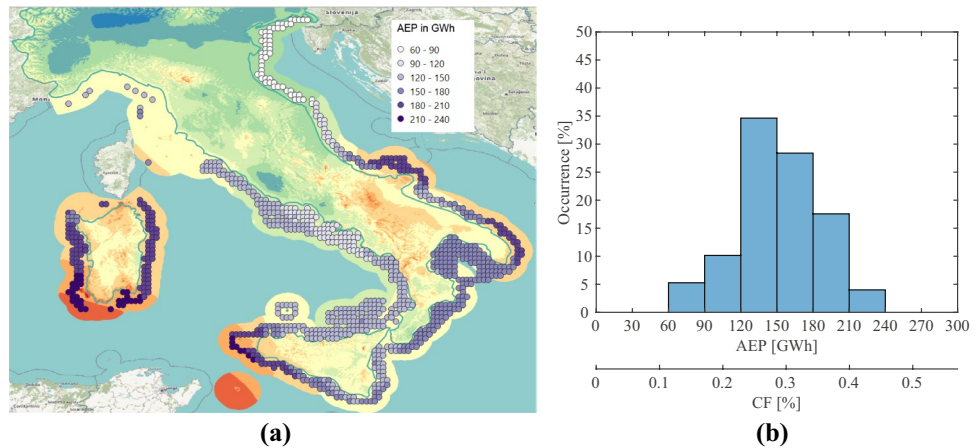 Slovenija
AEP in GWh
60 - 90
90 - 120
120 - 150
150 - 180
180 - 210
210 - 240
(a)
50
45
40
35
30
25
20
15
10
5
0
Occurrence [%]
0 30 60 90 120 150 180 210 240 270 300
AEP [GWh]
0 0.1 0.2 0.3 0.4 0.5
CF [%]
(b)